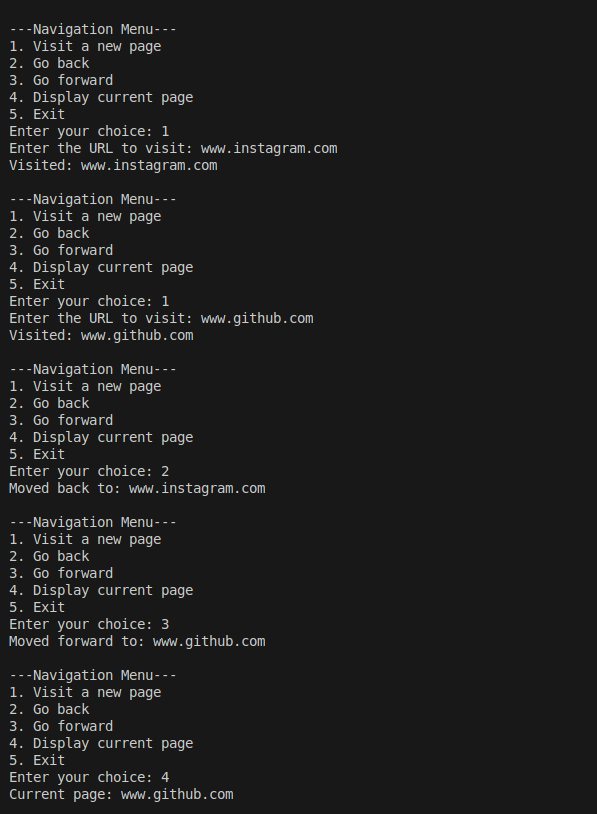 ---Navigation Menu---
1. Visit a new page
2. Go back
3. Go forward
4. Display current page
5. Exit
Enter your choice: 1
Enter the URL to visit: www.instagram.com
Visited: www.instagram.com

---Navigation Menu---
1. Visit a new page
2. Go back
3. Go forward
4. Display current page
5. Exit
Enter your choice: 1
Enter the URL to visit: www.github.com
Visited: www.github.com

---Navigation Menu---
1. Visit a new page
2. Go back
3. Go forward
4. Display current page
5. Exit
Enter your choice: 2
Moved back to: www.instagram.com

---Navigation Menu---
1. Visit a new page
2. Go back
3. Go forward
4. Display current page
5. Exit
Enter your choice: 3
Moved forward to: www.github.com

---Navigation Menu---
1. Visit a new page
2. Go back
3. Go forward
4. Display current page
5. Exit
Enter your choice: 4
Current page: www.github.com